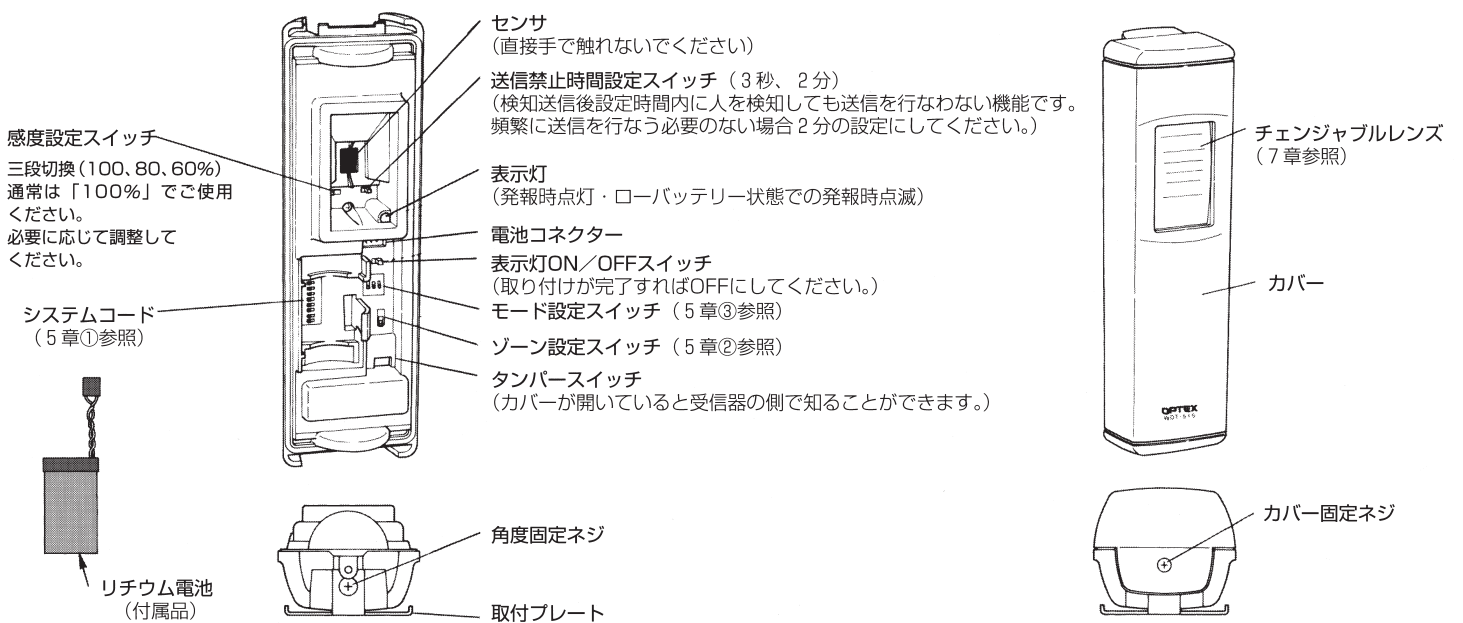 センサ
（直接手で触れないでください）
送信禁止時間設定スイッチ（３秒、２分）
（検知送信後設定時間内に人を検知しても送信を行なわない機能です。
頻繁に送信を行なう必要のない場合２分の設定にしてください。）
感度設定スイッチ
三段切換（100、80、60%）
通常は「100%」でご使用
ください。
必要に応じて調整して
ください。
表示灯
（発報時点灯・ローバッテリー状態での発報時点滅）
電池コネクター
表示灯ON／OFFスイッチ
（取り付けが完了すればOFFにしてください。）
モード設定スイッチ（５章③参照）
システムコード
（５章①参照）
ゾーン設定スイッチ（５章②参照）
タンパースイッチ
（カバーが開いていると受信器の側で知ることができます。）
リチウム電池
（付属品）
角度固定ネジ
取付プレート
チェンジャブルレンズ
（７章参照）
カバー
OPTEX
カバー固定ネジ